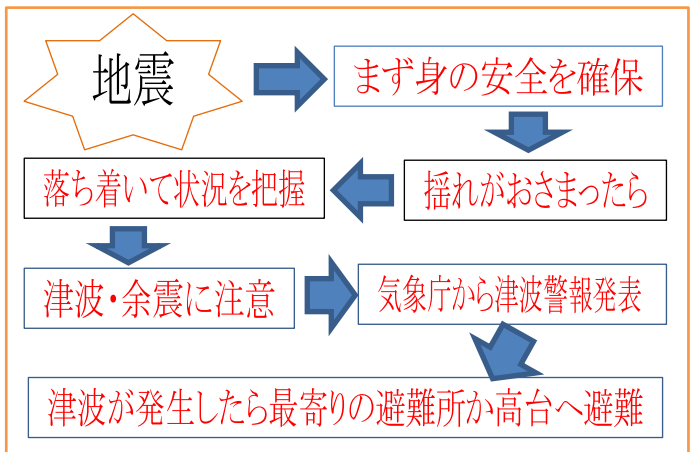 地震
まず身の安全を確保
揺れがおさまったら
落ち着いて状況を把握
津波・余震に注意
気象庁から津波警報発表
津波が発生したら最寄りの避難所か高台へ避難